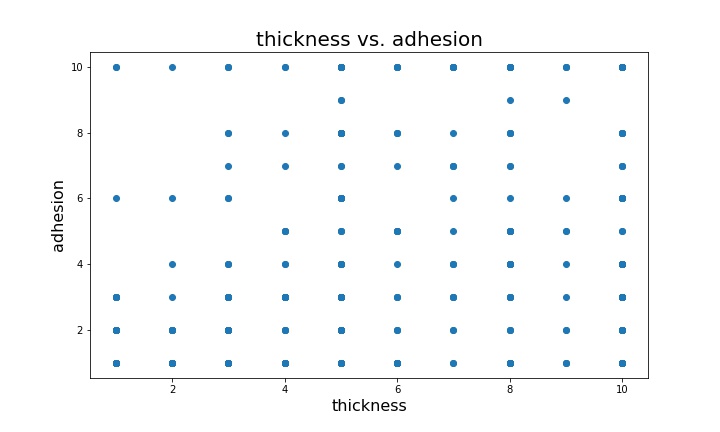 thickness vs. adhesion
10
8
6
4
2
adhesion
2 4 6 8 10
thickness